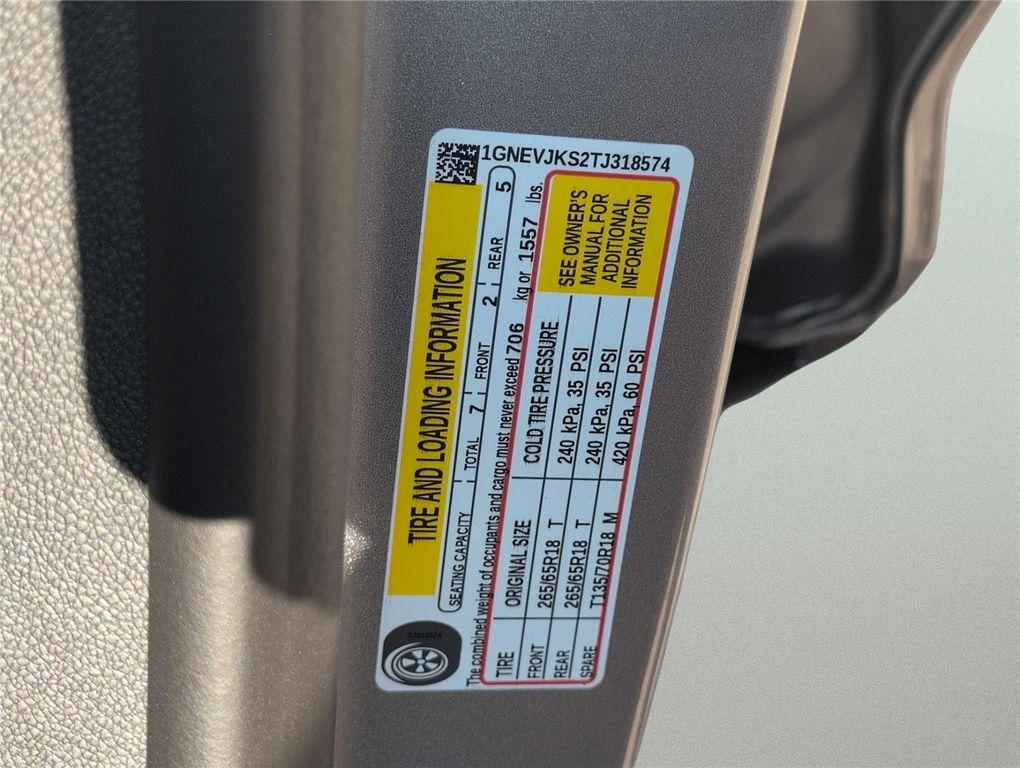 1GNEVJKS2TJ318574
TIRE AND LOADING INFORMATION
SEATING CAPACITY TOTAL 7 FRONT 2 REAR 5
The combined weight of occupants and cargo must never exceed 706 kg or 1557 lbs.
TIRE ORIGINAL SIZE COLD TIRE PRESSURE
FRONT 265/65R18 T 240 kPa, 35 PSI
REAR 265/65R18 T 240 kPa, 35 PSI
SPARE T135/70R18 M 420 kPa, 60 PSI
SEE OWNER'S
MANUAL FOR
ADDITIONAL
INFORMATION
TJ318574